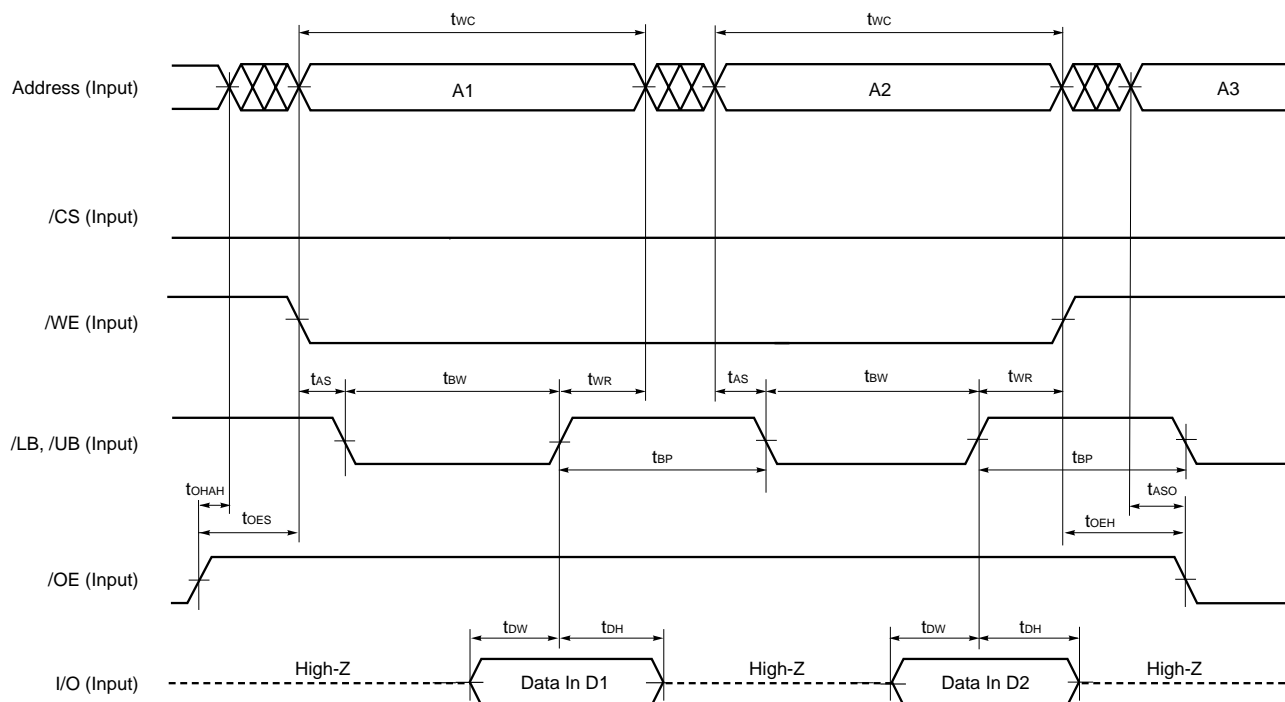 tWC tWC
Address (Input) A1 A2 A3
/CS (Input)
/WE (Input)
tAS tBW tWR tAS tBW tWR
/LB, /UB (Input)
tBP tBP
tOHAH tASO
tOES tOEH
/OE (Input)
tDW tDH tDW tDH
High-Z High-Z High-Z
I/O (Input) Data In D1 Data In D2